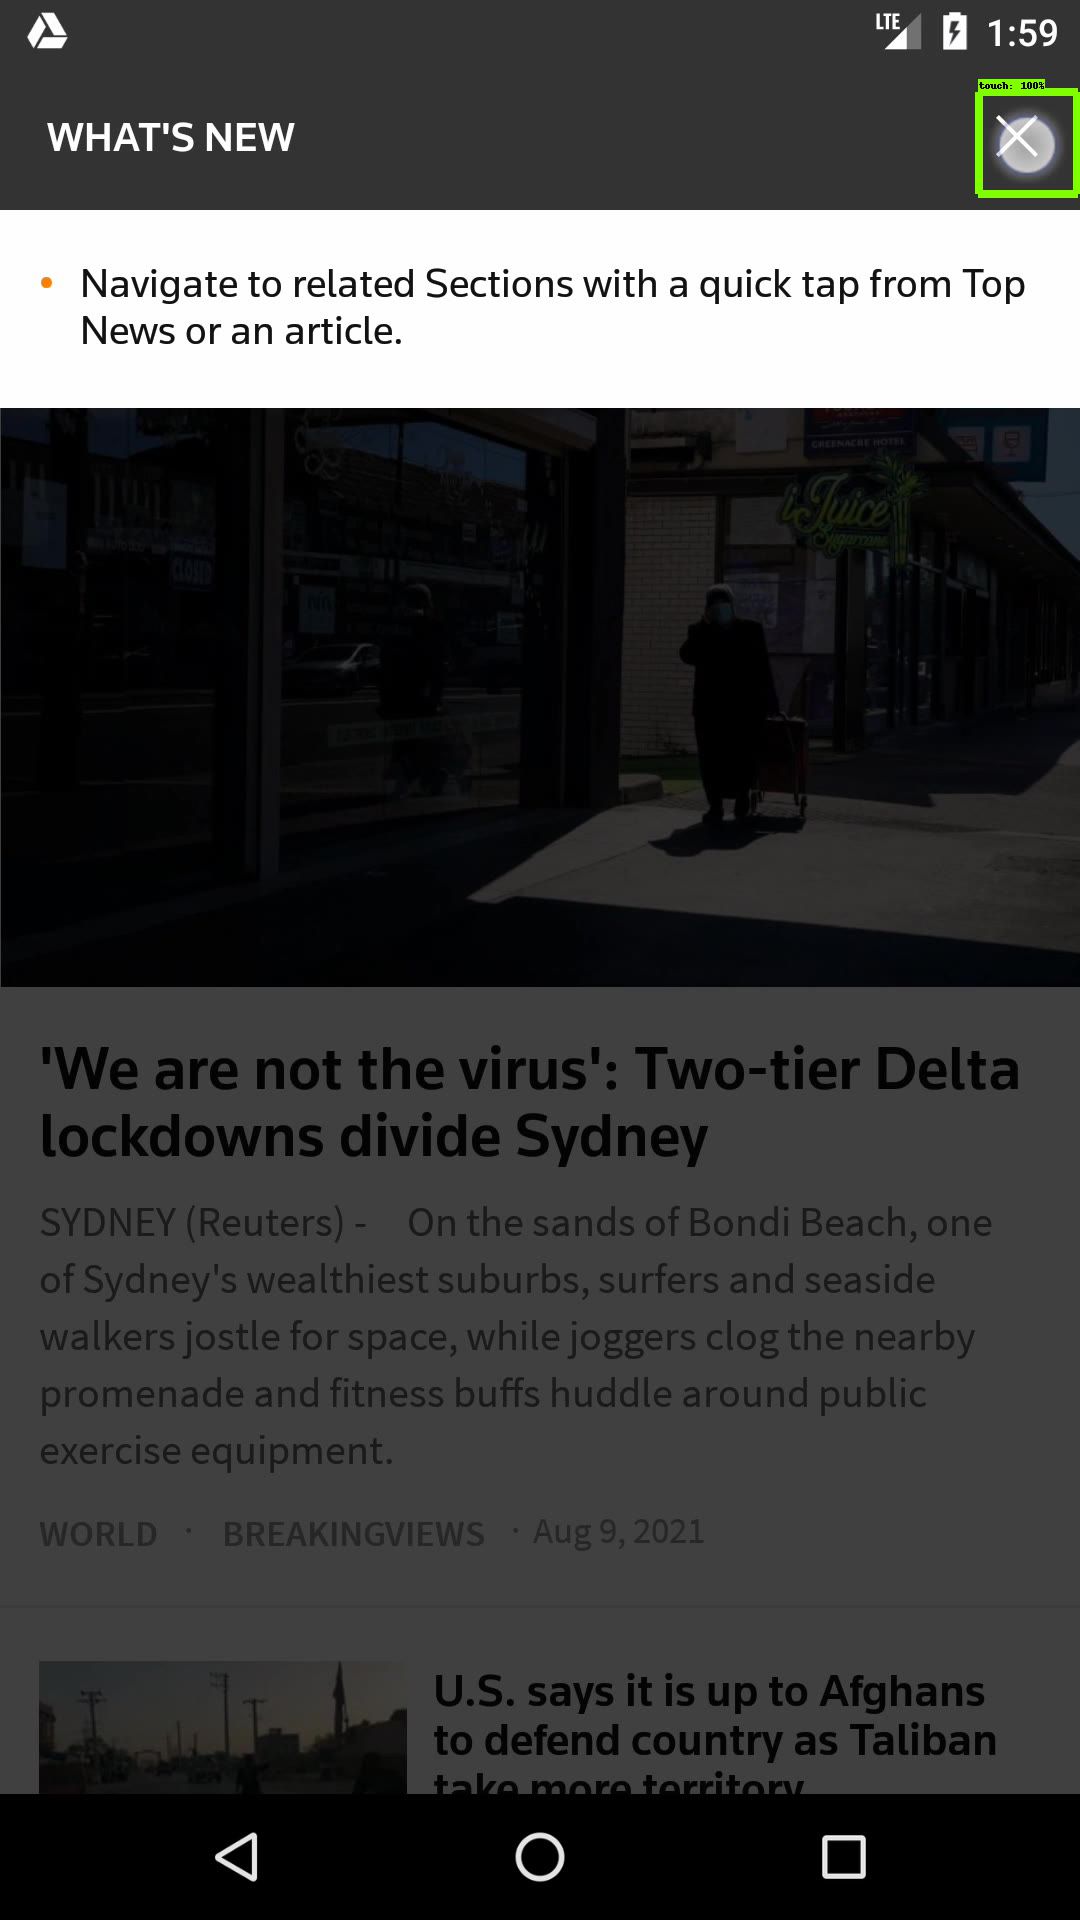 LTE
1:59
touch: 100%
WHAT'S NEW
• Navigate to related Sections with a quick tap from Top
News or an article.
GREENACRE HOTEL
iJuice
Sugarcane
CLOSED
'We are not the virus': Two-tier Delta
lockdowns divide Sydney
SYDNEY (Reuters) - On the sands of Bondi Beach, one
of Sydney's wealthiest suburbs, surfers and seaside
walkers jostle for space, while joggers clog the nearby
promenade and fitness buffs huddle around public
exercise equipment.
WORLD · BREAKINGVIEWS · Aug 9, 2021
U.S. says it is up to Afghans
to defend country as Taliban
take more territory